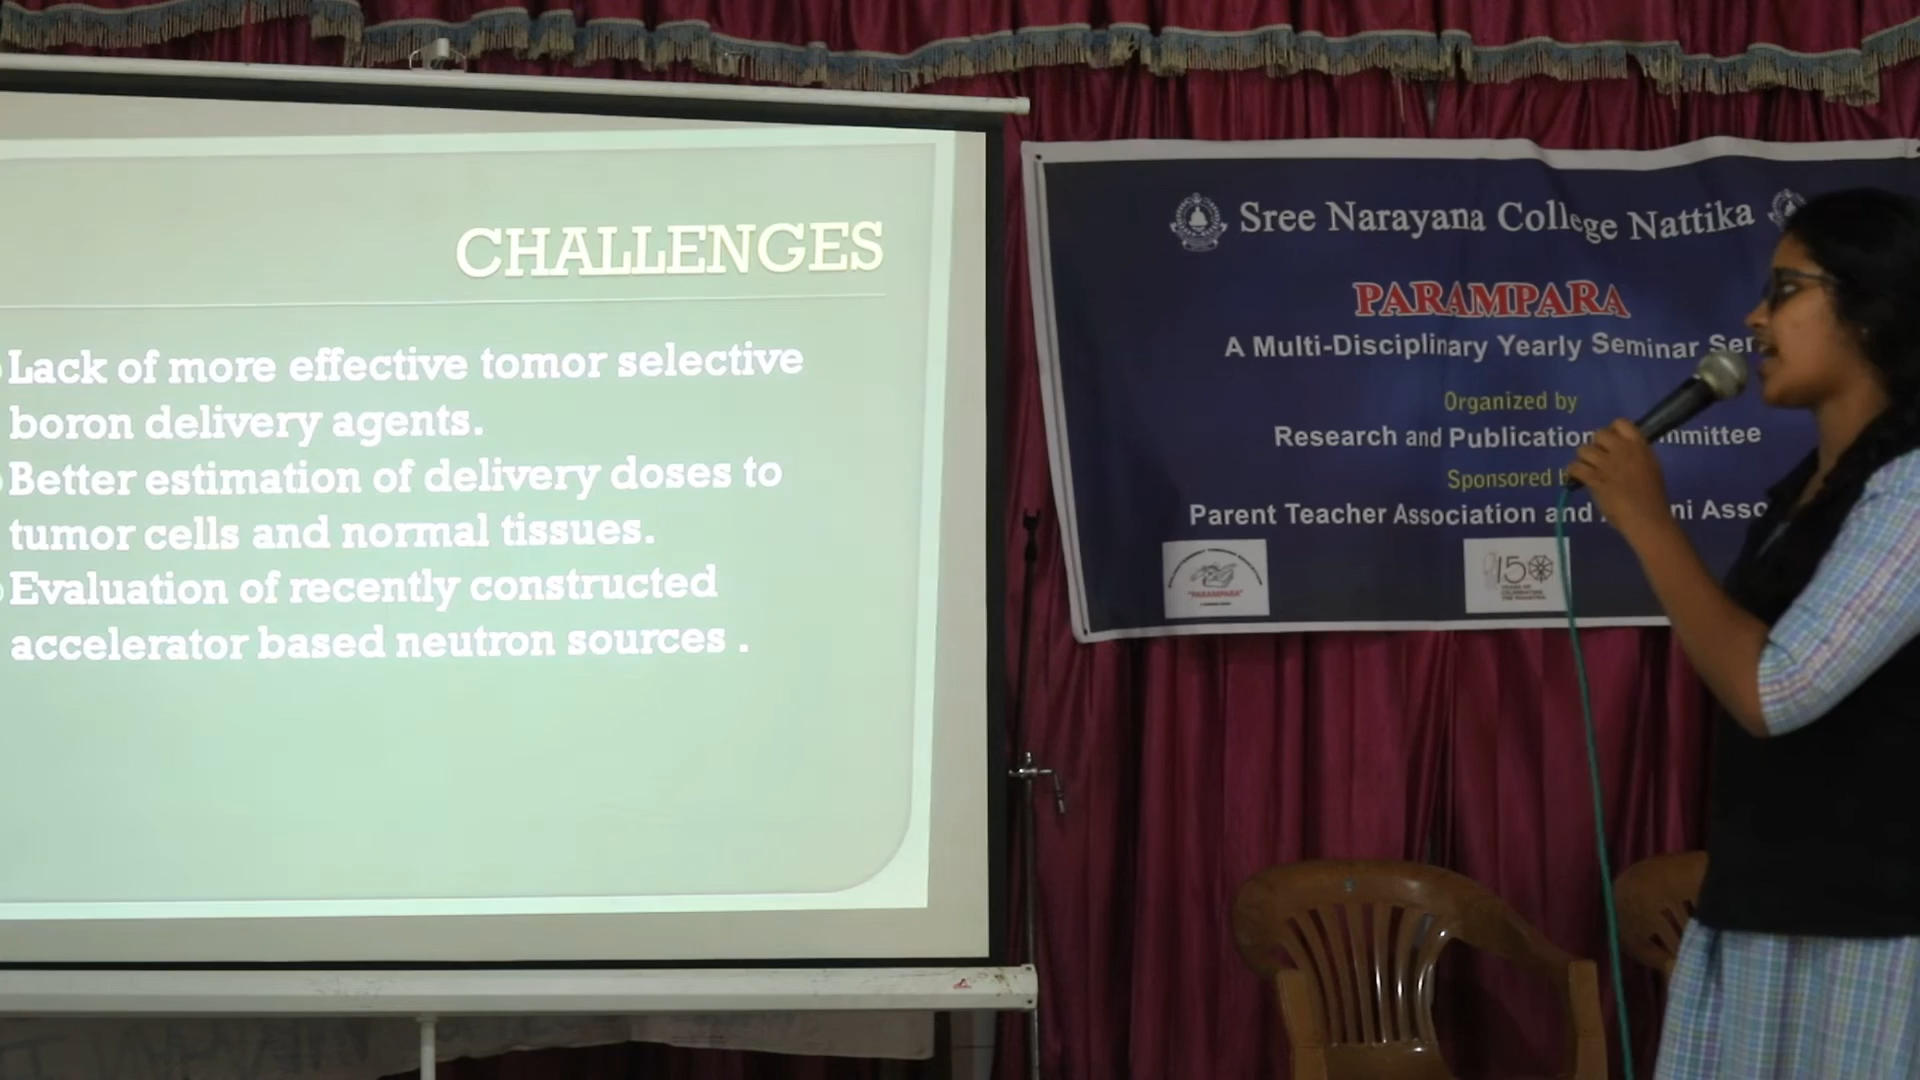 CHALLENGES
Lack of more effective tomor selective
boron delivery agents.
Better estimation of delivery doses to
tumor cells and normal tissues.
Evaluation of recently constructed
accelerator based neutron sources .
Sree Narayana College Nattika
PARAMPARA
A Multi-Disciplinary Yearly Seminar
Organized by
Research and Publication
Sponsored
Parent Teacher Association and
"PARAMPARA"
150